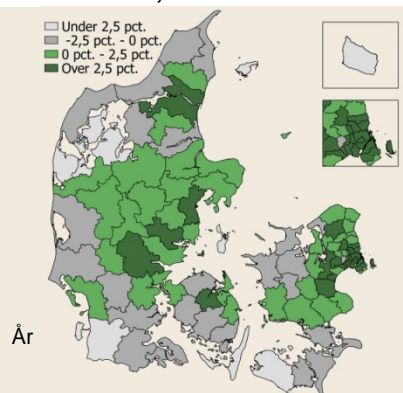 Under 2,5 pct.
-2,5 pct. - 0 pct.
0 pct. - 2,5 pct.
Over 2,5 pct.
År